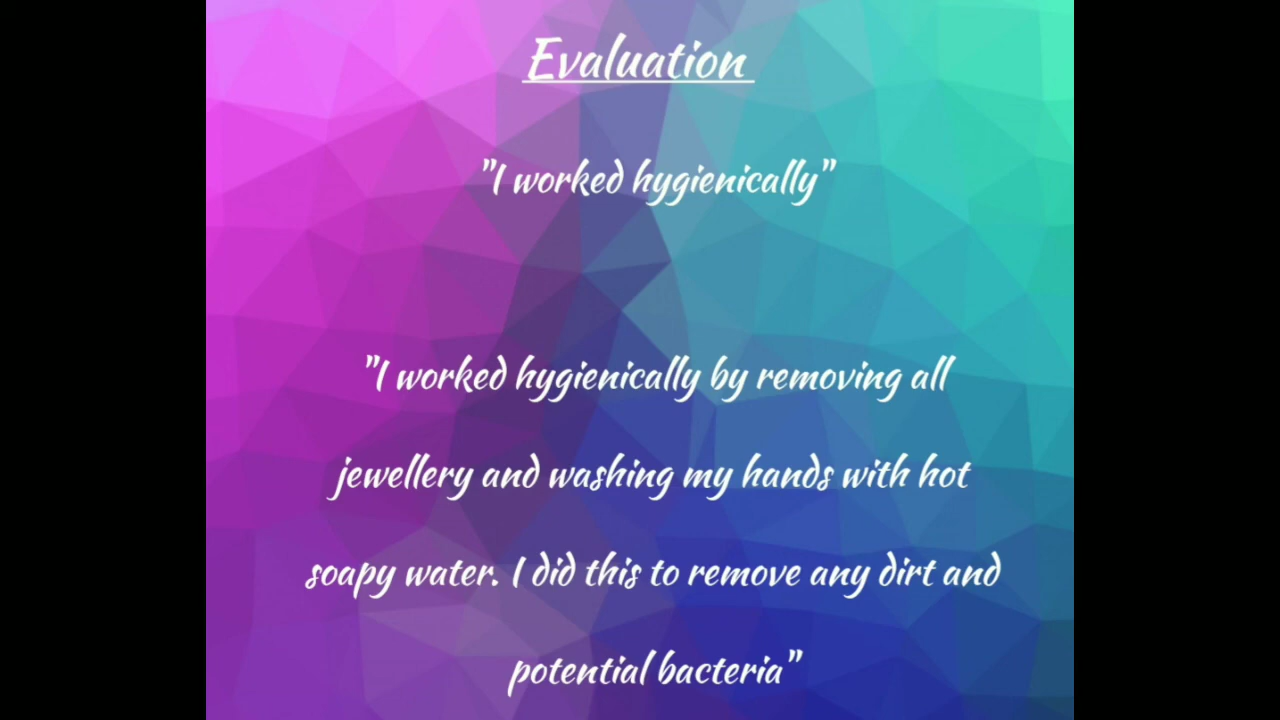 Evaluation
"I worked hygienically"
"I worked hygienically by removing all
jewellery and washing my hands with hot
soapy water. I did this to remove any dirt and
potential bacteria"